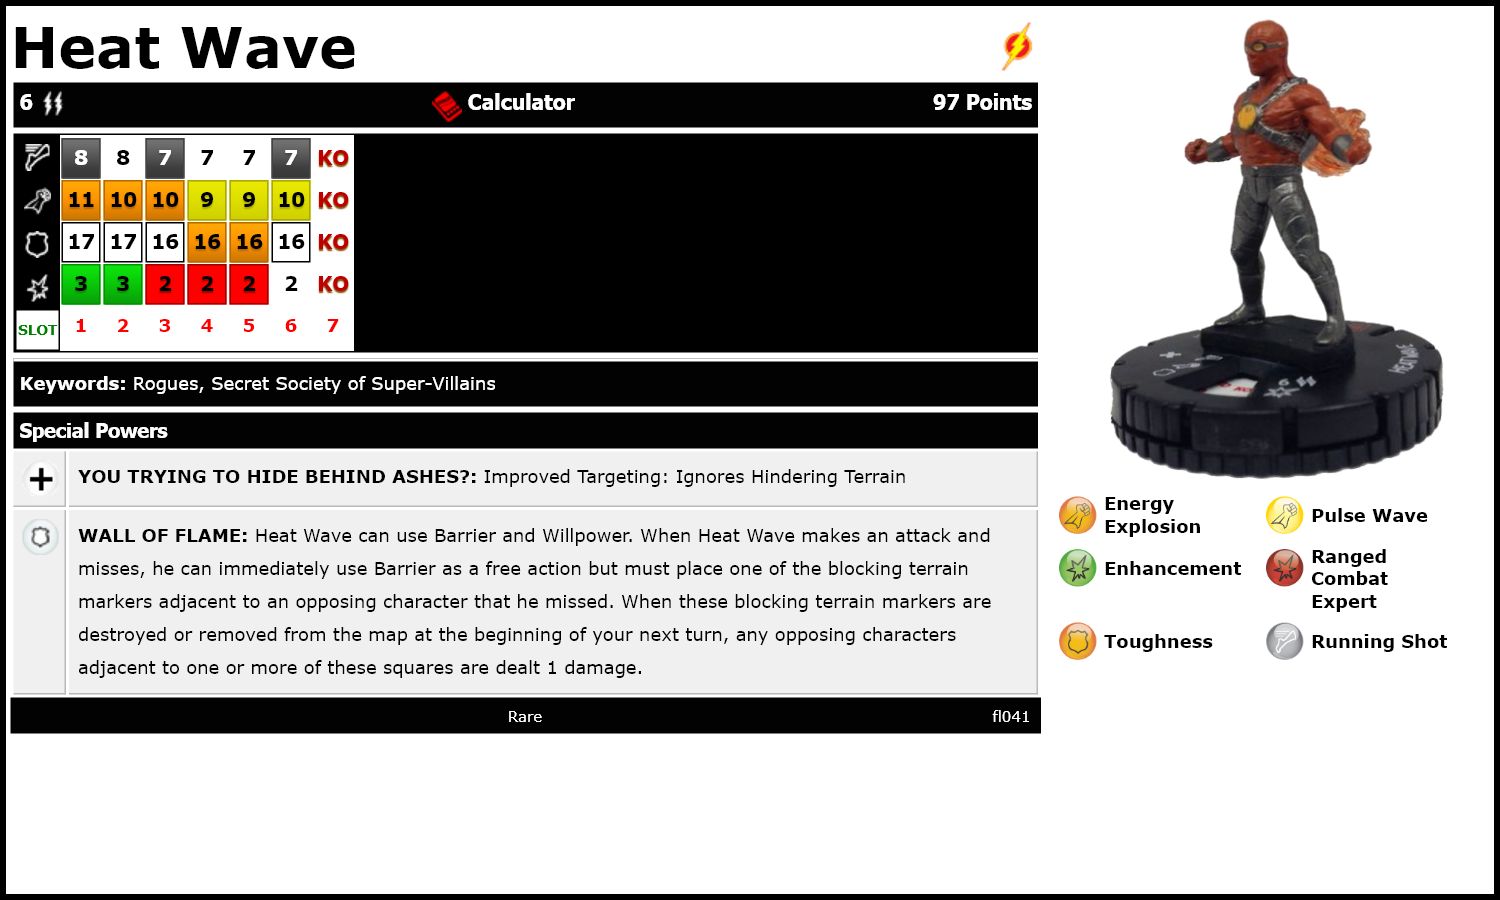 Heat Wave
6 Calculator 97 Points
8 8 7 7 7 7 KO
11 10 10 9 9 10 KO
17 17 16 16 16 16 KO
3 3 2 2 2 2 KO
SLOT 1 2 3 4 5 6 7
Keywords: Rogues, Secret Society of Super-Villains
Special Powers
YOU TRYING TO HIDE BEHIND ASHES?: Improved Targeting: Ignores Hindering Terrain
WALL OF FLAME: Heat Wave can use Barrier and Willpower. When Heat Wave makes an attack and
misses, he can immediately use Barrier as a free action but must place one of the blocking terrain
markers adjacent to an opposing character that he missed. When these blocking terrain markers are
destroyed or removed from the map at the beginning of your next turn, any opposing characters
adjacent to one or more of these squares are dealt 1 damage.
Rare fl041
HEAT WAVE
6
KO
Energy
Explosion
Pulse Wave
Enhancement
Ranged
Combat
Expert
Toughness
Running Shot